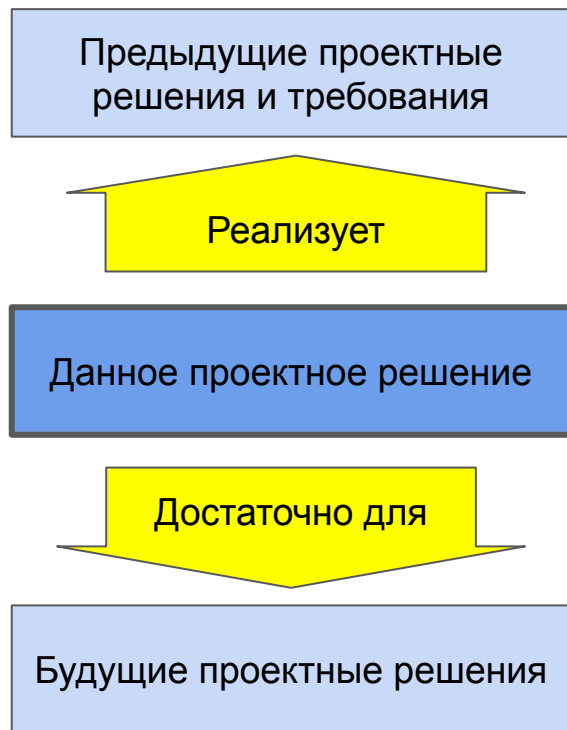 Предыдущие проектные
решения и требования
Реализует
Данное проектное решение
Достаточно для
Будущие проектные решения